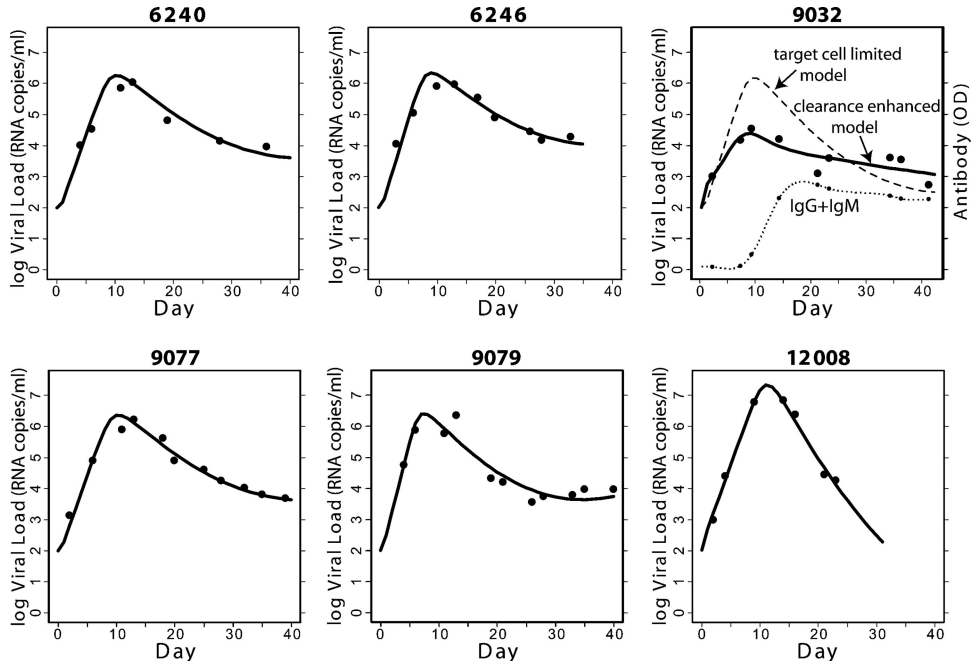 6240
log Viral Load (RNA copies/ml)
7
6
5
4
3
2
1
0
0 10 20 30 40
Day
6246
log Viral Load (RNA copies/ml)
7
6
5
4
3
2
1
0
0 10 20 30 40
Day
9032
log Viral Load (RNA copies/ml)
7
6
5
4
3
2
1
0
target cell limited
model
clearance enhanced
model
IgG+IgM
Antibody (OD)
0 10 20 30 40
Day
9077
log Viral Load (RNA copies/ml)
7
6
5
4
3
2
1
0
0 10 20 30 40
Day
9079
log Viral Load (RNA copies/ml)
7
6
5
4
3
2
1
0
0 10 20 30 40
Day
12008
log Viral Load (RNA copies/ml)
7
6
5
4
3
2
1
0
0 10 20 30 40
Day